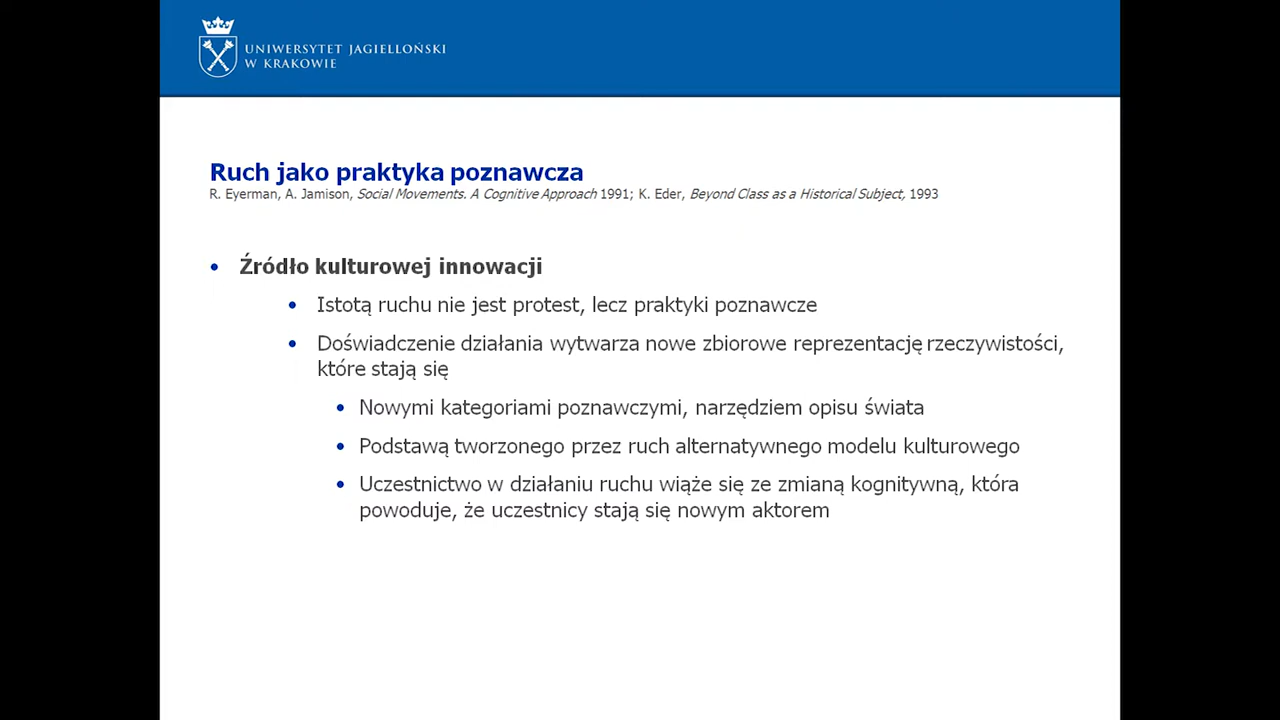 UNIWERSYTET JAGIELLOŃSKI
W KRAKOWIE
Ruch jako praktyka poznawcza
R. Eyerman, A. Jamison, Social Movements. A Cognitive Approach 1991; K. Eder, Beyond Class as a Historical Subject, 1993
• Źródło kulturowej innowacji
• Istotą ruchu nie jest protest, lecz praktyki poznawcze
• Doświadczenie działania wytwarza nowe zbiorowe reprezentację rzeczywistości,
które stają się
• Nowymi kategoriami poznawczymi, narzędziem opisu świata
• Podstawą tworzonego przez ruch alternatywnego modelu kulturowego
• Uczestnictwo w działaniu ruchu wiąże się ze zmianą kognitywną, która
powoduje, że uczestnicy stają się nowym aktorem